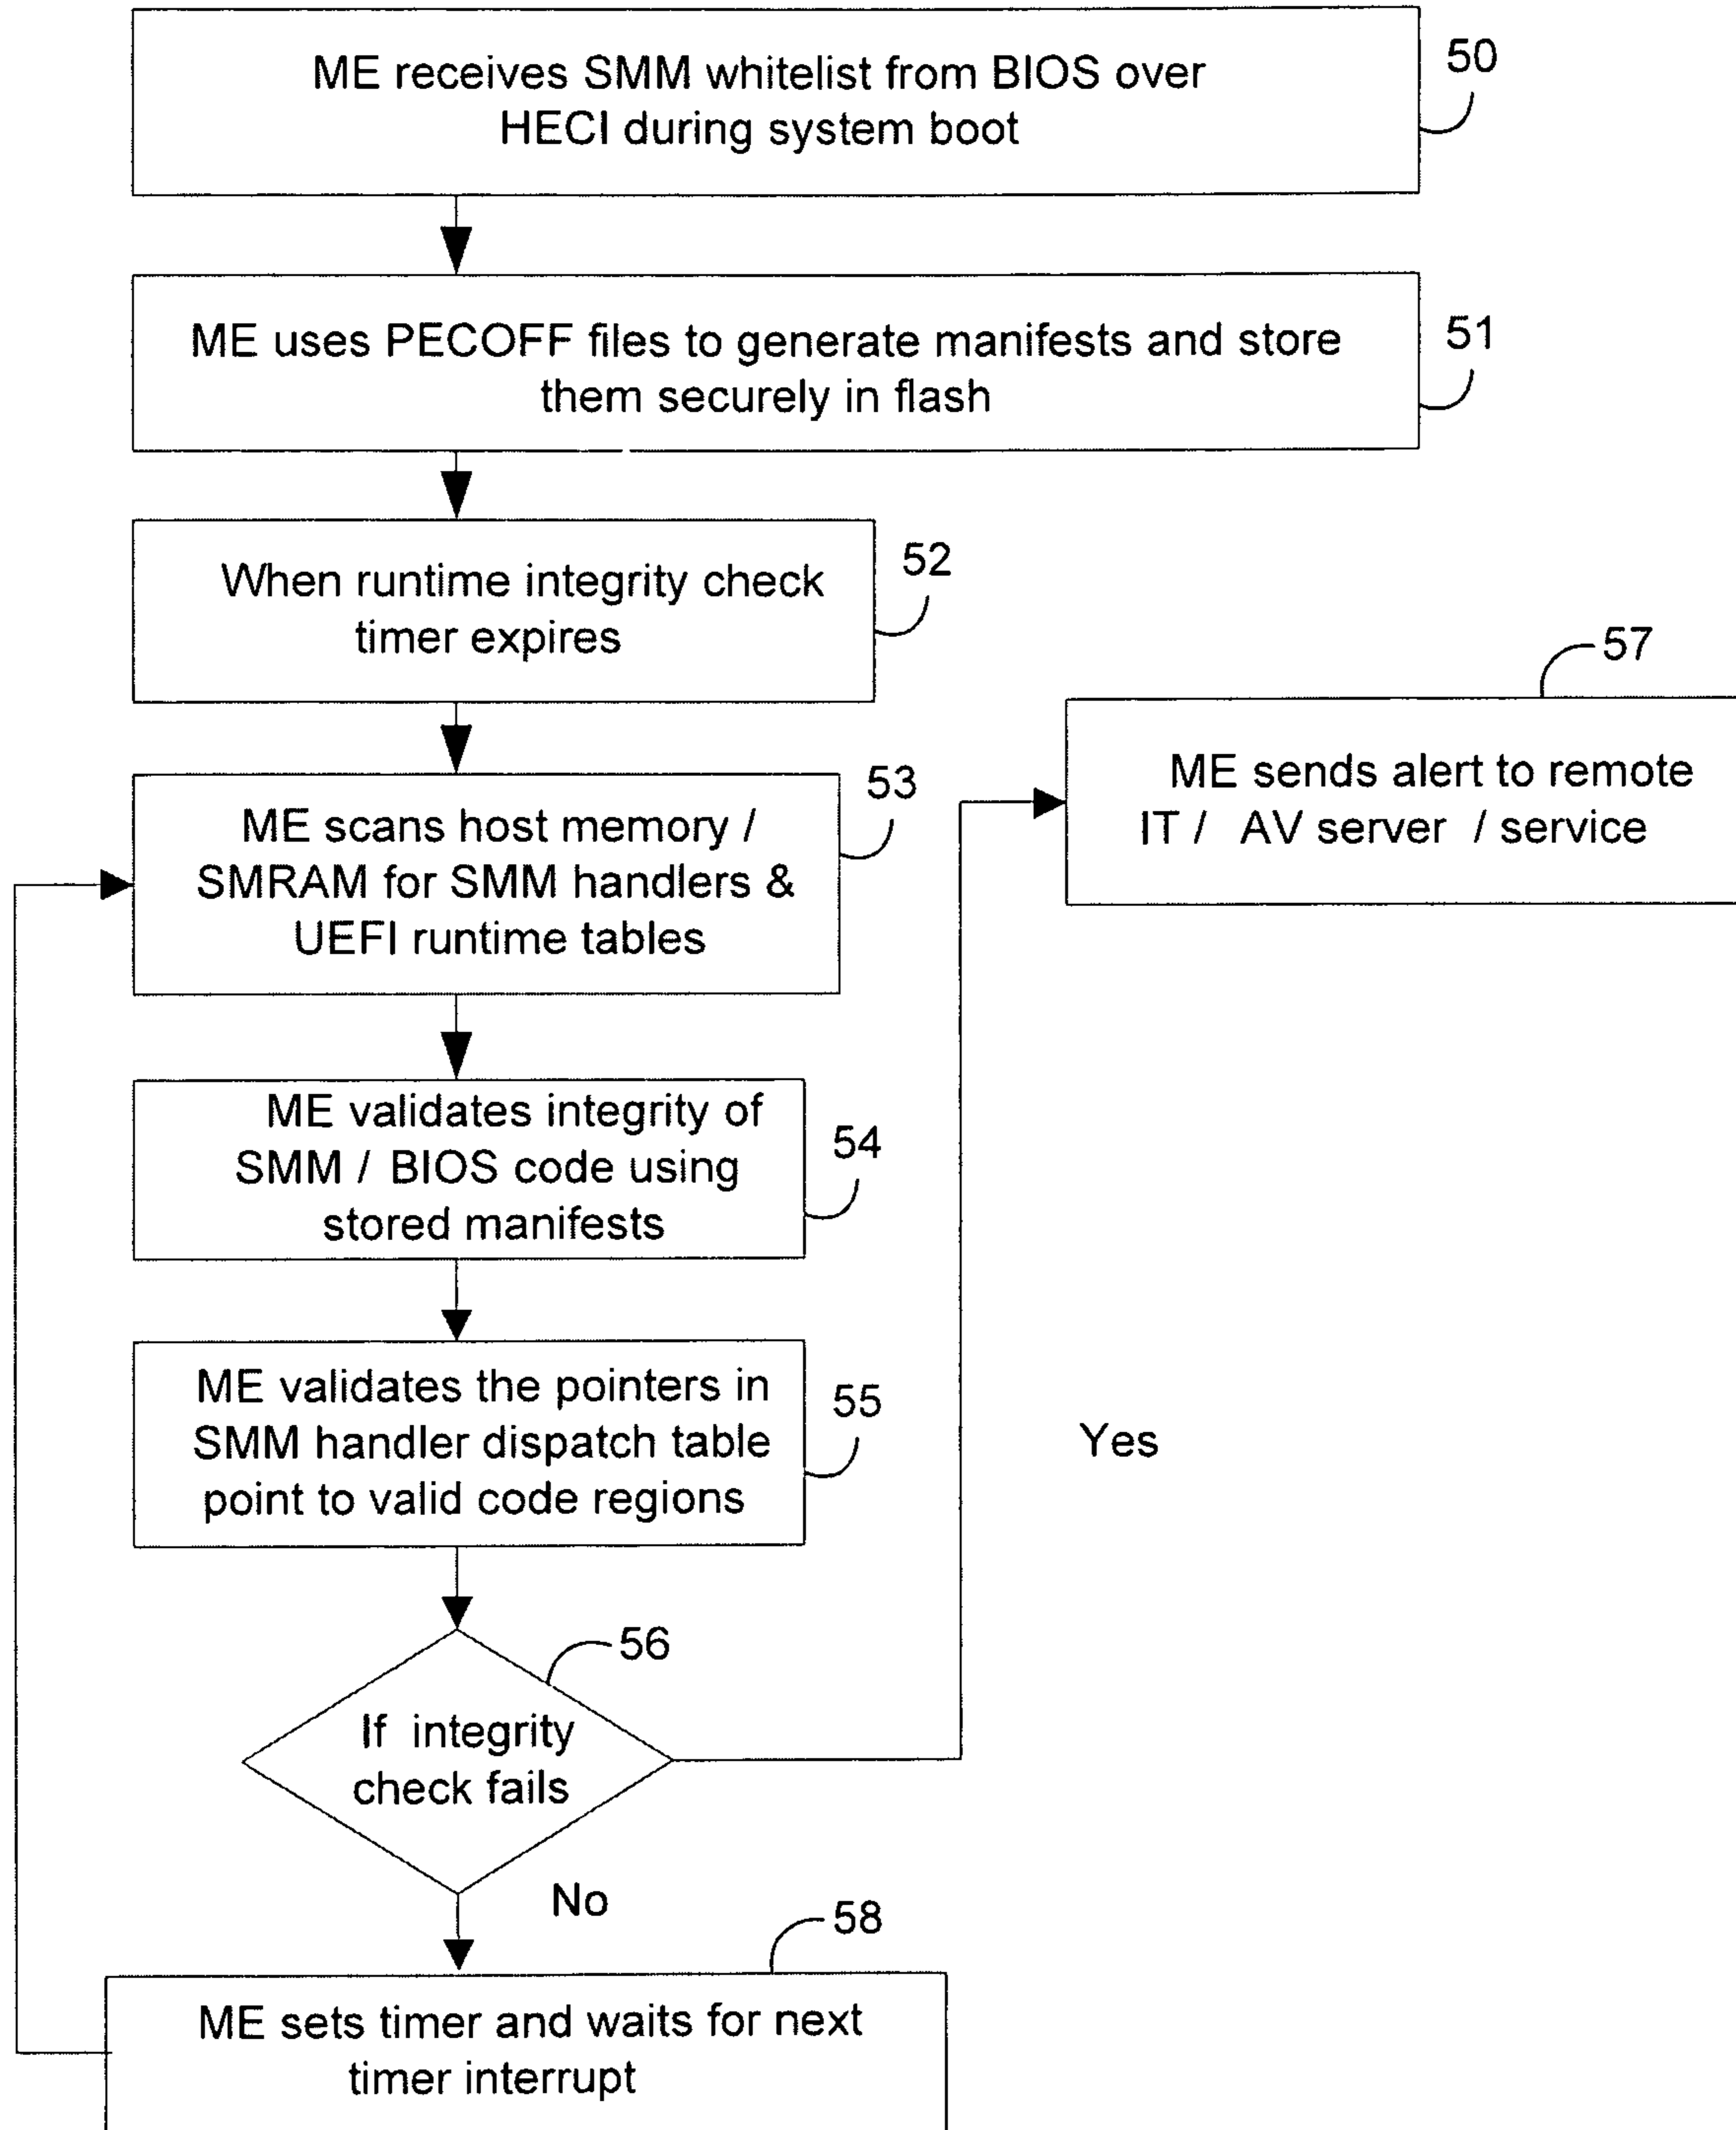 ME receives SMM whitelist from BIOS over
HECI during system boot
50
ME uses PECOFF files to generate manifests and store
them securely in flash
51
When runtime integrity check
timer expires
52
ME scans host memory /
SMRAM for SMM handlers &
UEFI runtime tables
53
57
ME sends alert to remote
IT / AV server / service
ME validates integrity of
SMM / BIOS code using
stored manifests
54
ME validates the pointers in
SMM handler dispatch table
point to valid code regions
55
Yes
56
If integrity
check fails
No
58
ME sets timer and waits for next
timer interrupt